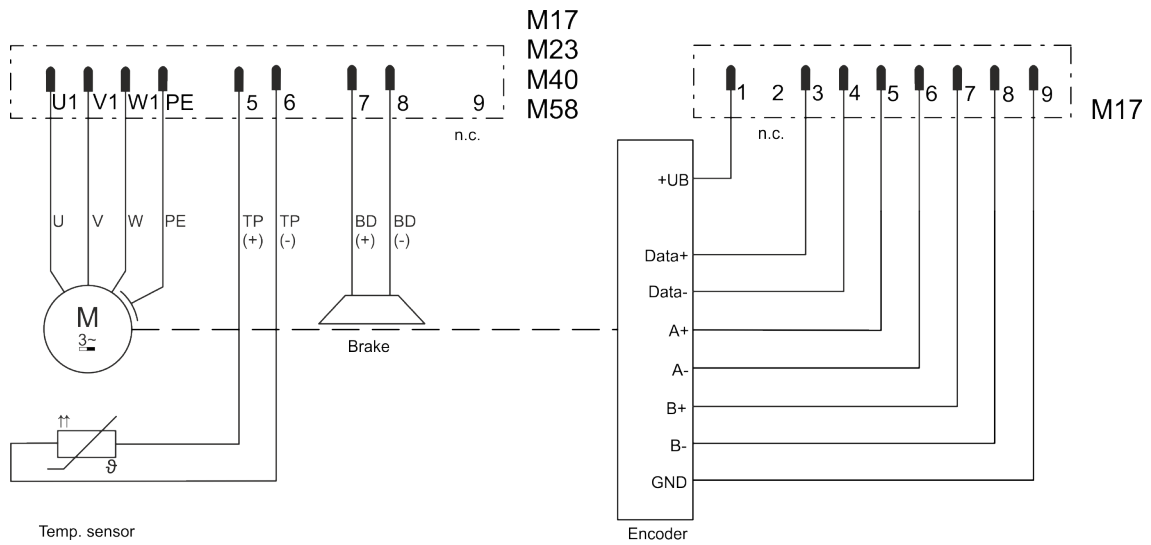 M17
M23
M40
M58
U1 V1 W1 PE 5 6 7 8 9
n.c.
U V W PE TP (+) TP (-) BD (+) BD (-)
M
3~
Brake
ϑ
Temp. sensor
1 2 3 4 5 6 7 8 9
M17
n.c.
+UB
Data+
Data-
A+
A-
B+
B-
GND
Encoder